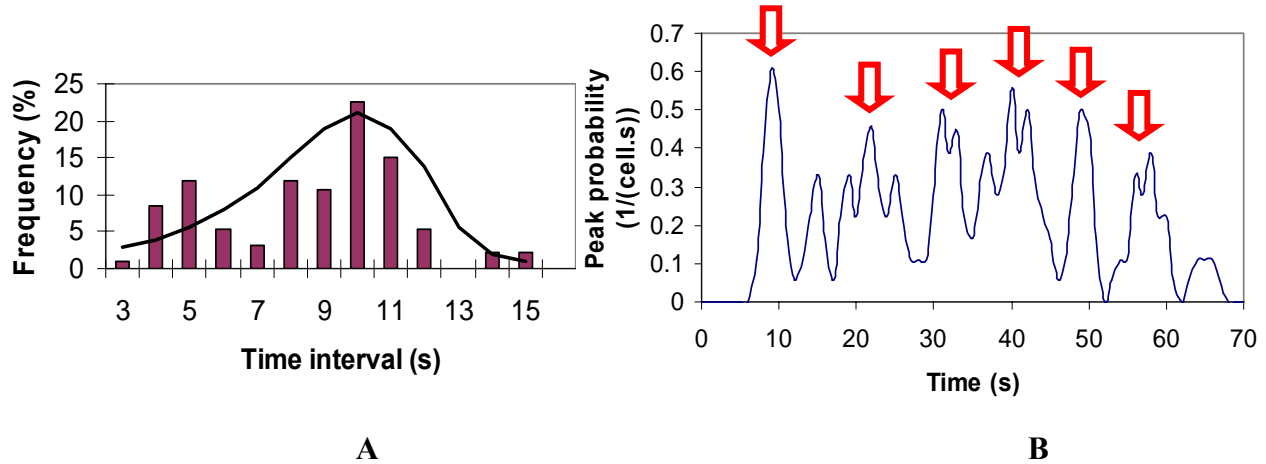 Frequency (%)
25
20
15
10
5
0
3 5 7 9 11 13 15
Time interval (s)
A
Peak probability
(1/(cell.s))
0.7
0.6
0.5
0.4
0.3
0.2
0.1
0
0 10 20 30 40 50 60 70
Time (s)
B